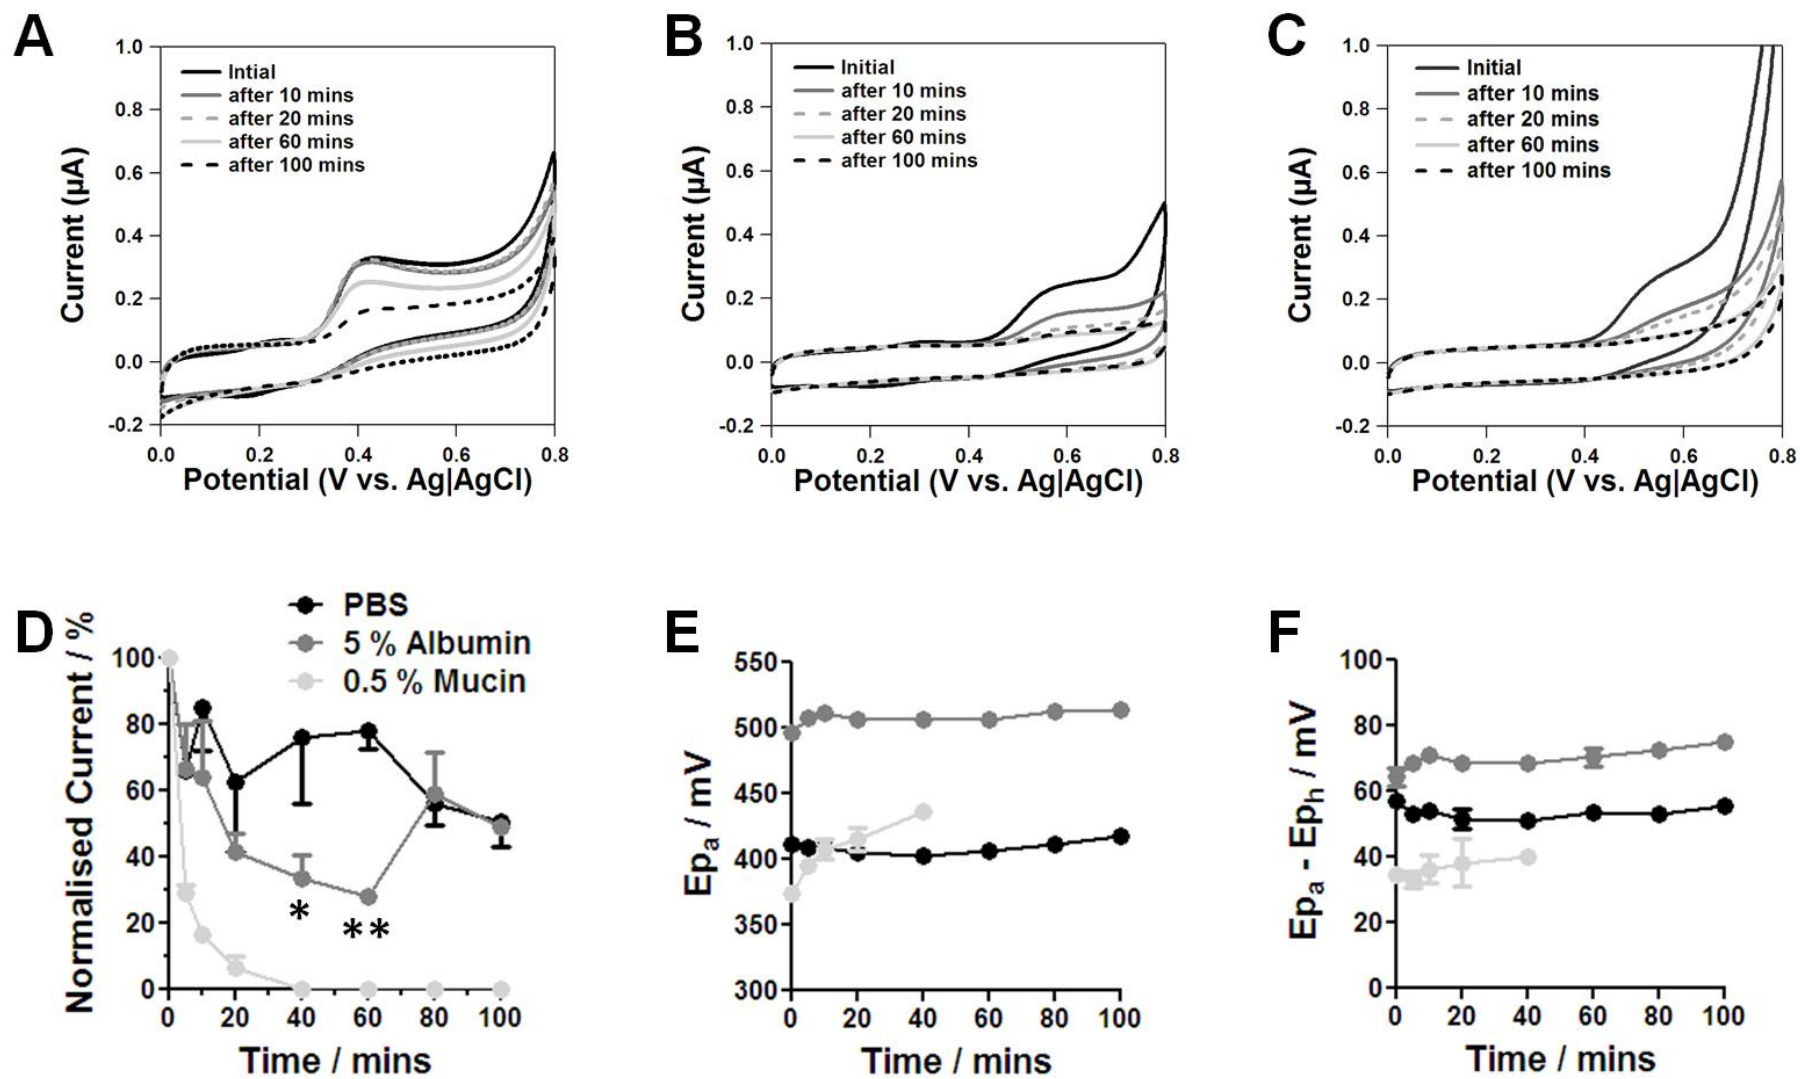 A
1.0
0.8
0.6
0.4
0.2
0.0
-0.2
Current (µA)
Intial
after 10 mins
after 20 mins
after 60 mins
after 100 mins
0.0 0.2 0.4 0.6 0.8
Potential (V vs. Ag|AgCl)
B
1.0
0.8
0.6
0.4
0.2
0.0
-0.2
Current (µA)
Initial
after 10 mins
after 20 mins
after 60 mins
after 100 mins
0.0 0.2 0.4 0.6 0.8
Potential (V vs. Ag|AgCl)
C
1.0
0.8
0.6
0.4
0.2
0.0
-0.2
Current (µA)
Initial
after 10 mins
after 20 mins
after 60 mins
after 100 mins
0.0 0.2 0.4 0.6 0.8
Potential (V vs. Ag|AgCl)
D
Normalised Current / %
PBS
5 % Albumin
0.5 % Mucin
100
80
60
40
20
0
*
**
0 20 40 60 80 100
Time / mins
E
Epa / mV
550
500
450
400
350
300
0 20 40 60 80 100
Time / mins
F
Epa - Eph / mV
100
80
60
40
20
0
0 20 40 60 80 100
Time / mins